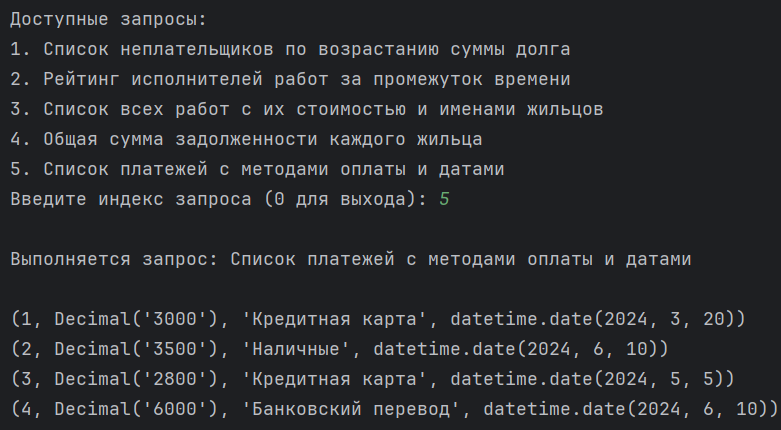 Доступные запросы:
1. Список неплательщиков по возрастанию суммы долга
2. Рейтинг исполнителей работ за промежуток времени
3. Список всех работ с их стоимостью и именами жильцов
4. Общая сумма задолженности каждого жильца
5. Список платежей с методами оплаты и датами
Введите индекс запроса (0 для выхода): 5
Выполняется запрос: Список платежей с методами оплаты и датами
(1, Decimal('3000'), 'Кредитная карта', datetime.date(2024, 3, 20))
(2, Decimal('3500'), 'Наличные', datetime.date(2024, 6, 10))
(3, Decimal('2800'), 'Кредитная карта', datetime.date(2024, 5, 5))
(4, Decimal('6000'), 'Банковский перевод', datetime.date(2024, 6, 10))